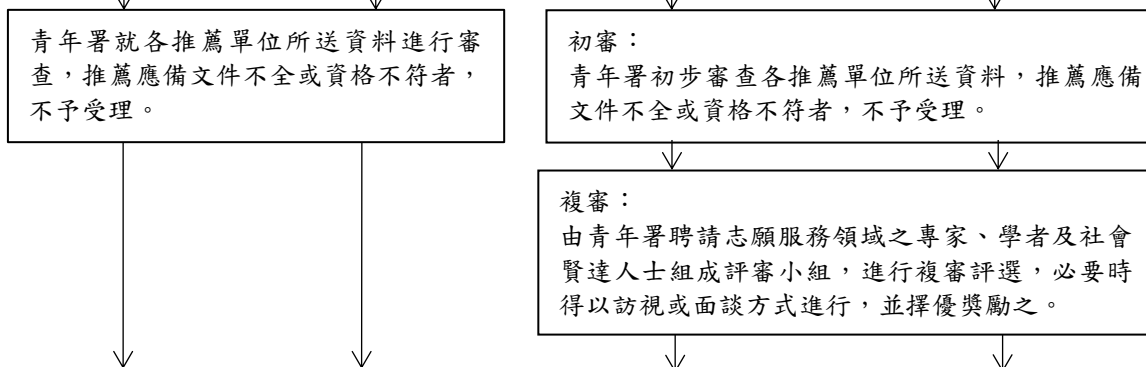 青年署就各推薦單位所送資料進行審
查，推薦應備文件不全或資格不符者，
不予受理。
初審：
青年署初步審查各推薦單位所送資料，推薦應備
文件不全或資格不符者，不予受理。
複審：
由青年署聘請志願服務領域之專家、學者及社會
賢達人士組成評審小組，進行複審評選，必要時
得以訪視或面談方式進行，並擇優獎勵之。